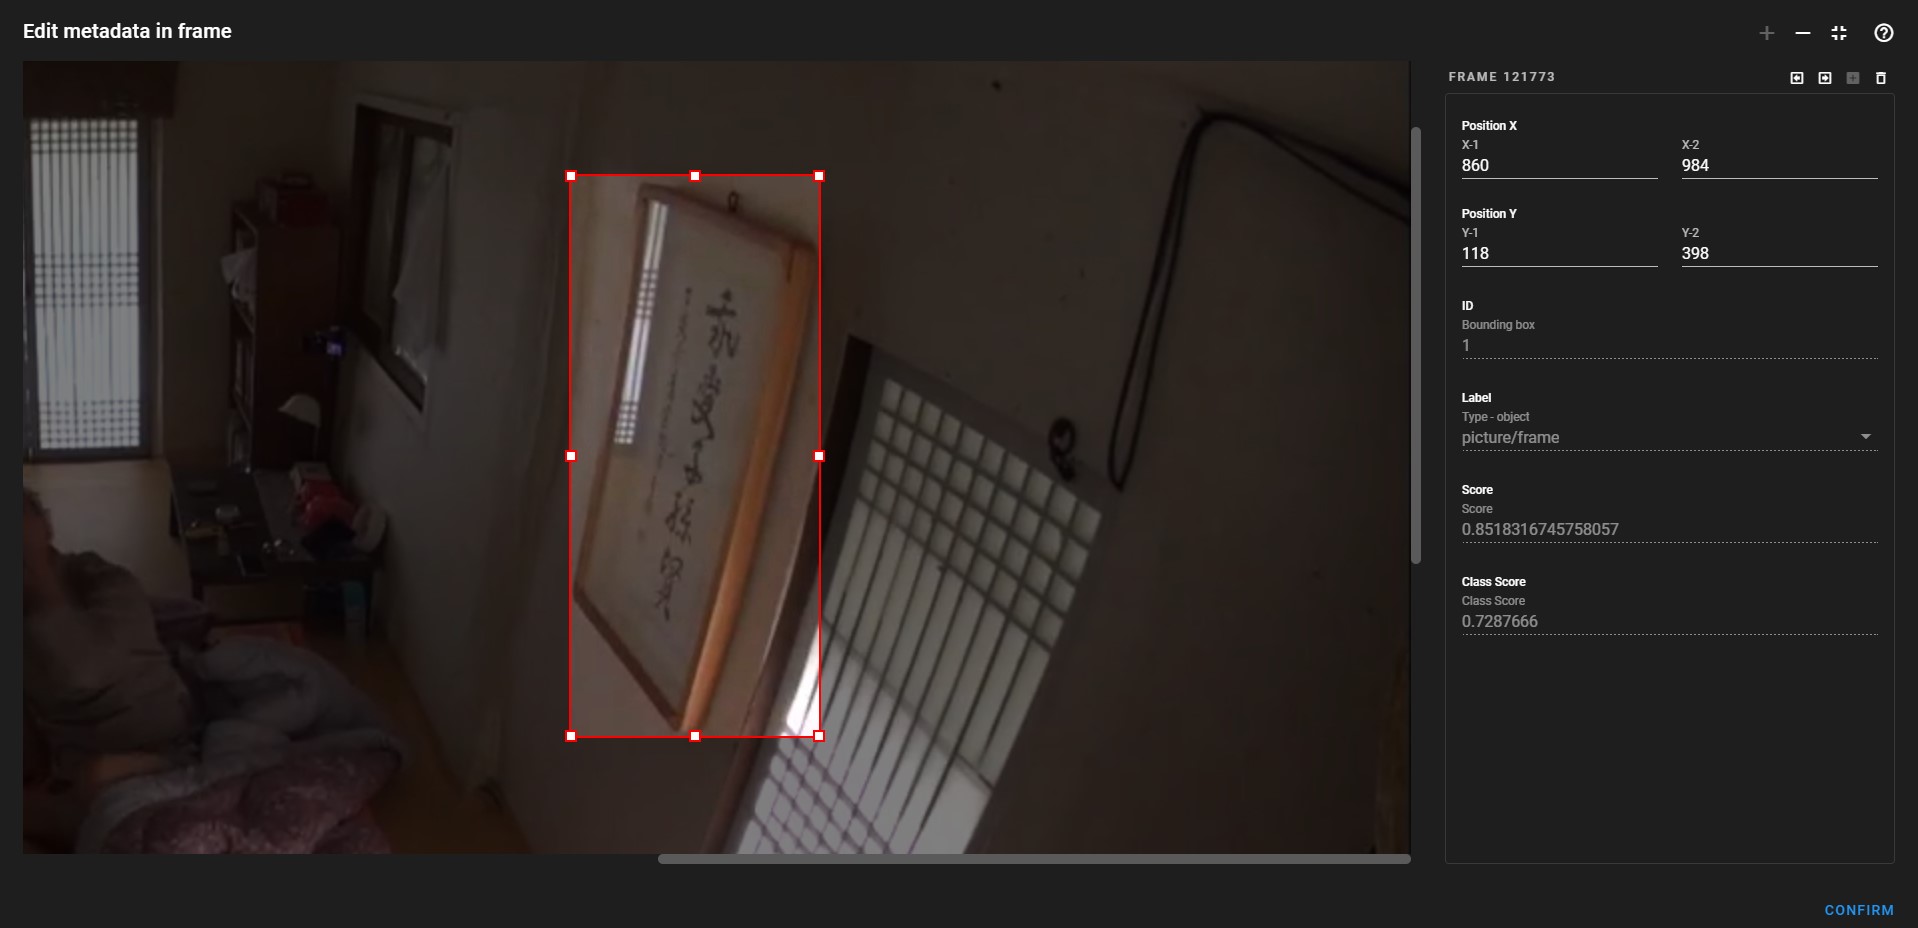 Edit metadata in frame
FRAME 121773
Position X
X-1
X-2
860
984
Position Y
Y-1
Y-2
118
398
ID
Bounding box
1
Label
Type - object
picture/frame
Score
Score
0.8518316745758057
Class Score
Class Score
0.7287666
CONFIRM